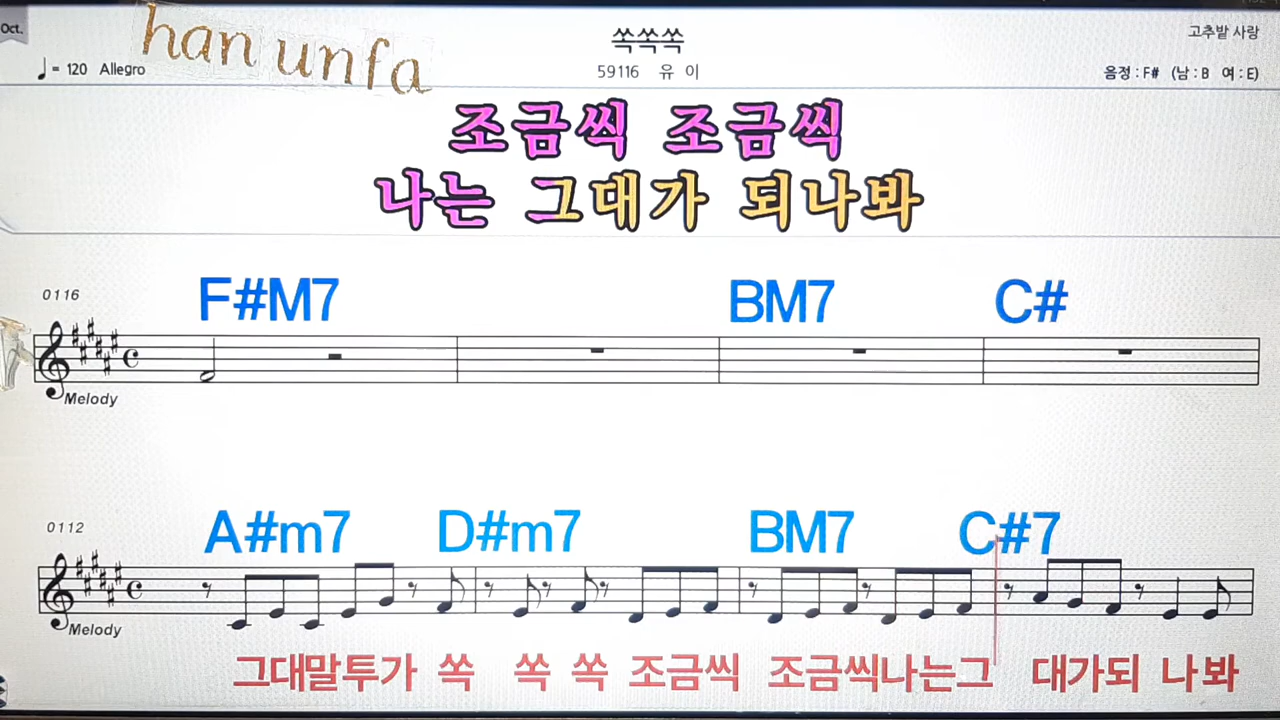 Oct.
han unfa
쏙쏙쏙
고추밭 사랑
♩= 120 Allegro
59116 유 이
음정 : F# (남 : B 여 : E)
조금씩 조금씩
나는 그대가 되나봐
0116
F#M7 BM7 C#
Melody
0112
A#m7 D#m7 BM7 C#7
Melody
그대말투가 쏙 쏙 쏙 조금씩 조금씩나는그 대가되 나봐